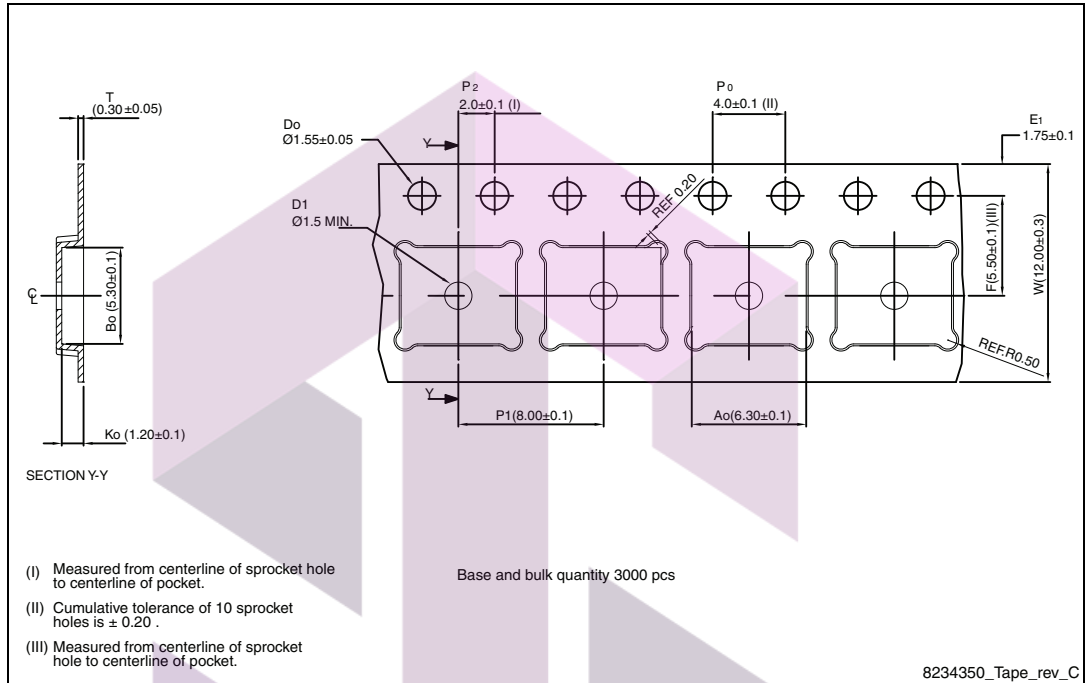 T
(0.30 ±0.05)
P2
2.0±0.1 (I)
P0
4.0±0.1 (II)
E1
1.75±0.1
Do
Ø1.55±0.05
Y
D1
Ø1.5 MIN.
REF 0.20
F(5.50±0.1)(III)
W(12.00±0.3)
℄
Bo (5.30±0.1)
REF.R0.50
Y
P1(8.00±0.1)
Ao(6.30±0.1)
Ko (1.20±0.1)
SECTION Y-Y
(I) Measured from centerline of sprocket hole
to centerline of pocket.
Base and bulk quantity 3000 pcs
(II) Cumulative tolerance of 10 sprocket
holes is ± 0.20 .
(III) Measured from centerline of sprocket
hole to centerline of pocket.
8234350_Tape_rev_C